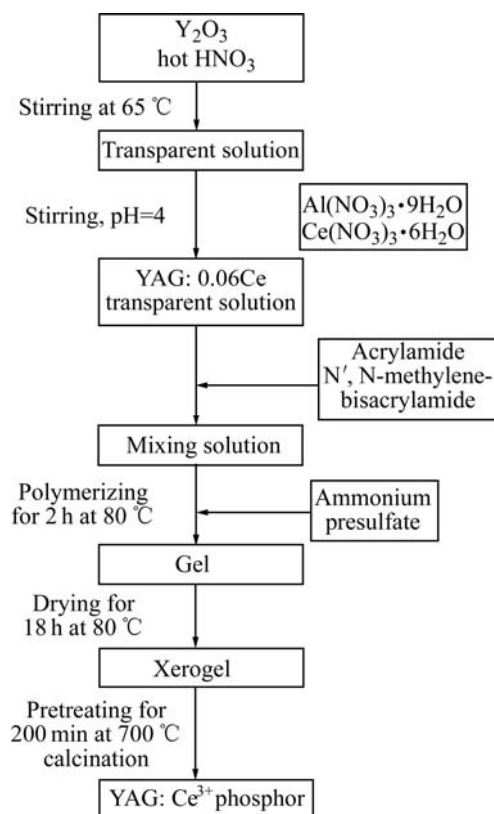 Y₂O₃
hot HNO₃
Stirring at 65 ℃
Transparent solution
Stirring, pH=4
Al(NO₃)₃•9H₂O
Ce(NO₃)₃•6H₂O
YAG: 0.06Ce
transparent solution
Acrylamide
N′, N-methylene-
bisacrylamide
Mixing solution
Polymerizing
for 2 h at 80 ℃
Ammonium
presulfate
Gel
Drying for
18 h at 80 ℃
Xerogel
Pretreating for
200 min at 700 ℃
calcination
YAG: Ce³⁺ phosphor